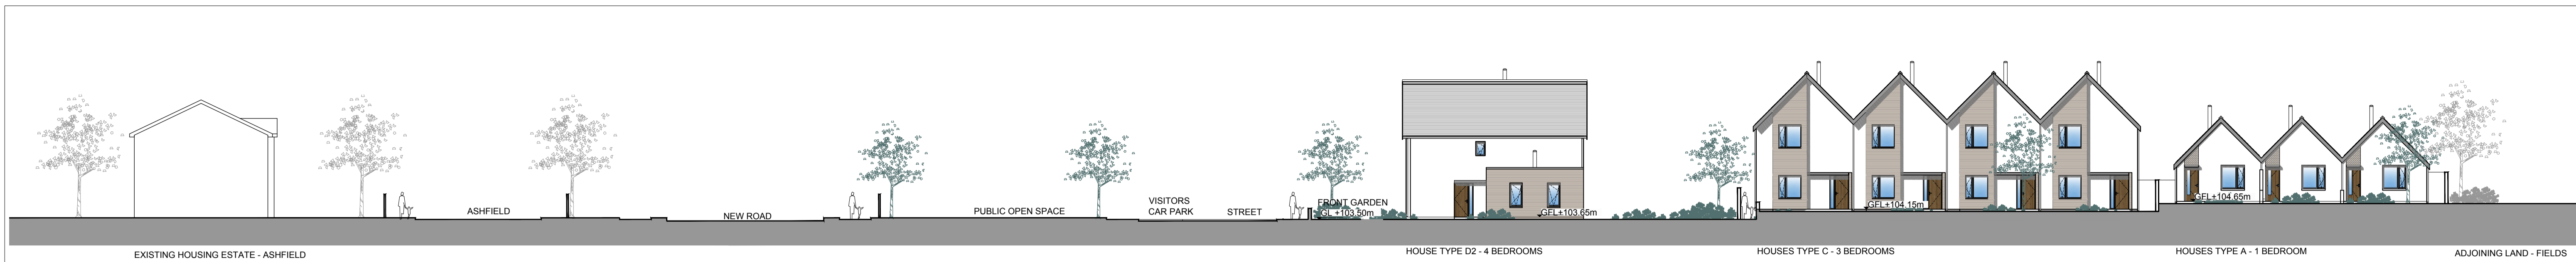 ASHFIELD
NEW ROAD
PUBLIC OPEN SPACE
VISITORS
CAR PARK
STREET
FRONT GARDEN
GL +103.50m
GFL+103.65m
GFL+104.15m
GFL+104.65m
EXISTING HOUSING ESTATE - ASHFIELD
HOUSE TYPE D2 - 4 BEDROOMS
HOUSES TYPE C - 3 BEDROOMS
HOUSES TYPE A - 1 BEDROOM
ADJOINING LAND - FIELDS